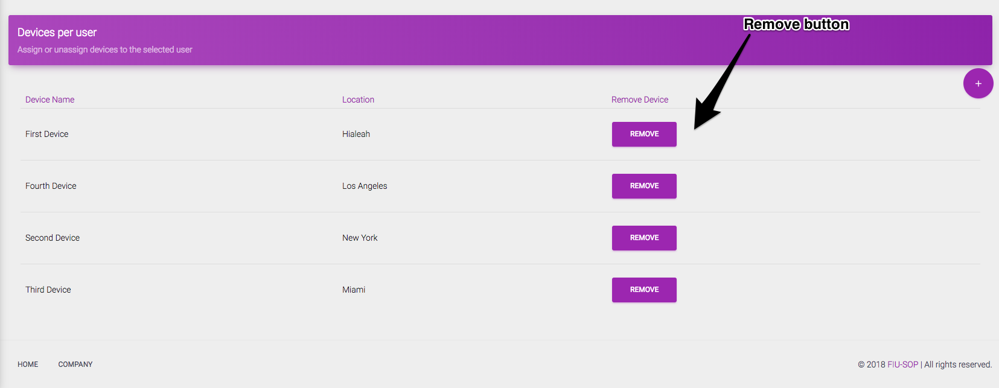 Devices per user
Remove button
Assign or unassign devices to the selected user
+
Device Name Location Remove Device
First Device Hialeah REMOVE
Fourth Device Los Angeles REMOVE
Second Device New York REMOVE
Third Device Miami REMOVE
HOME COMPANY © 2018 FIU-SOP | All rights reserved.